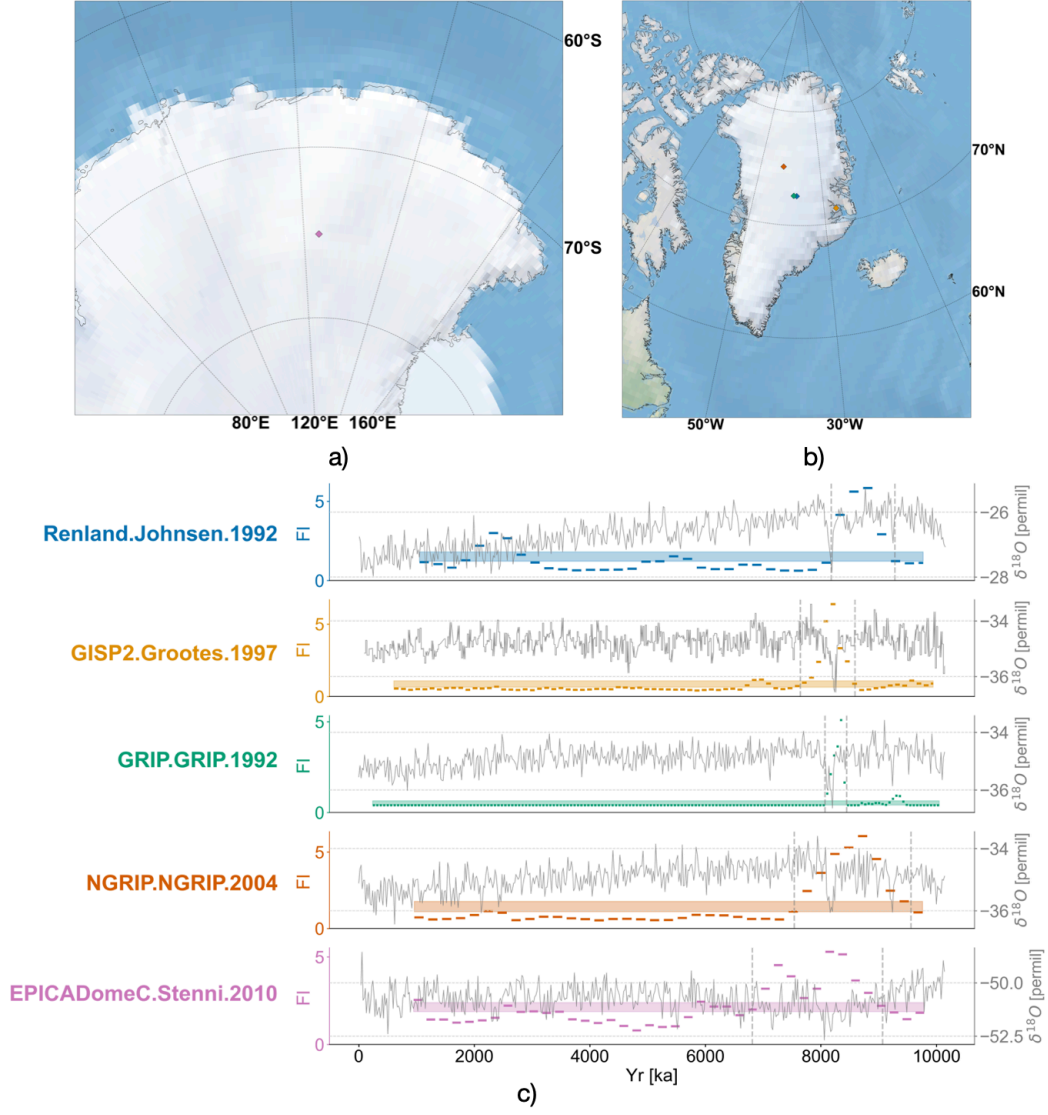 60°S
70°S
80°E 120°E 160°E
a)
70°N
60°N
50°W 30°W
b)
Renland.Johnsen.1992
FI
5
0
−26
−28
δ¹⁸O [permil]
GISP2.Grootes.1997
FI
5
0
−34
−36
δ¹⁸O [permil]
GRIP.GRIP.1992
FI
5
0
−34
−36
δ¹⁸O [permil]
NGRIP.NGRIP.2004
FI
5
0
−34
−36
δ¹⁸O [permil]
EPICADomeC.Stenni.2010
FI
5
0
−50.0
−52.5
δ¹⁸O [permil]
0 2000 4000 6000 8000 10000
Yr [ka]
c)